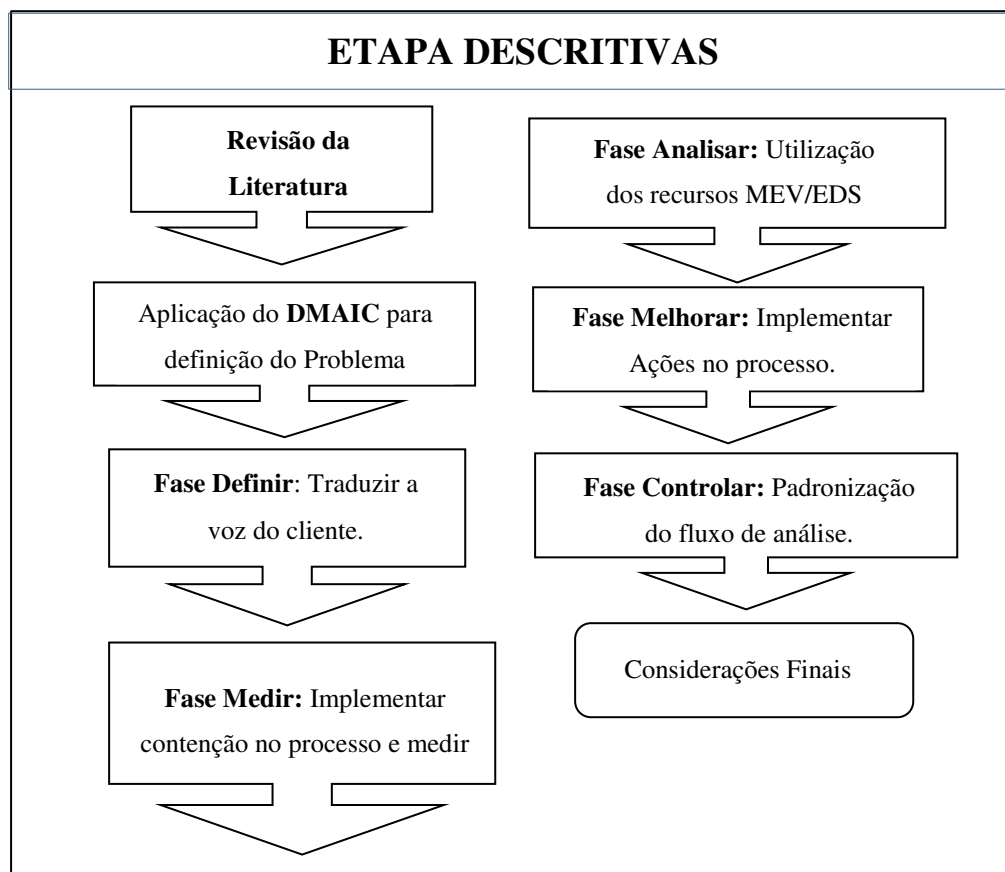 ETAPA DESCRITIVAS
Revisão da
Literatura
Aplicação do DMAIC para
definição do Problema
Fase Definir: Traduzir a
voz do cliente.
Fase Medir: Implementar
contenção no processo e medir
Fase Analisar: Utilização
dos recursos MEV/EDS
Fase Melhorar: Implementar
Ações no processo.
Fase Controlar: Padronização
do fluxo de análise.
Considerações Finais